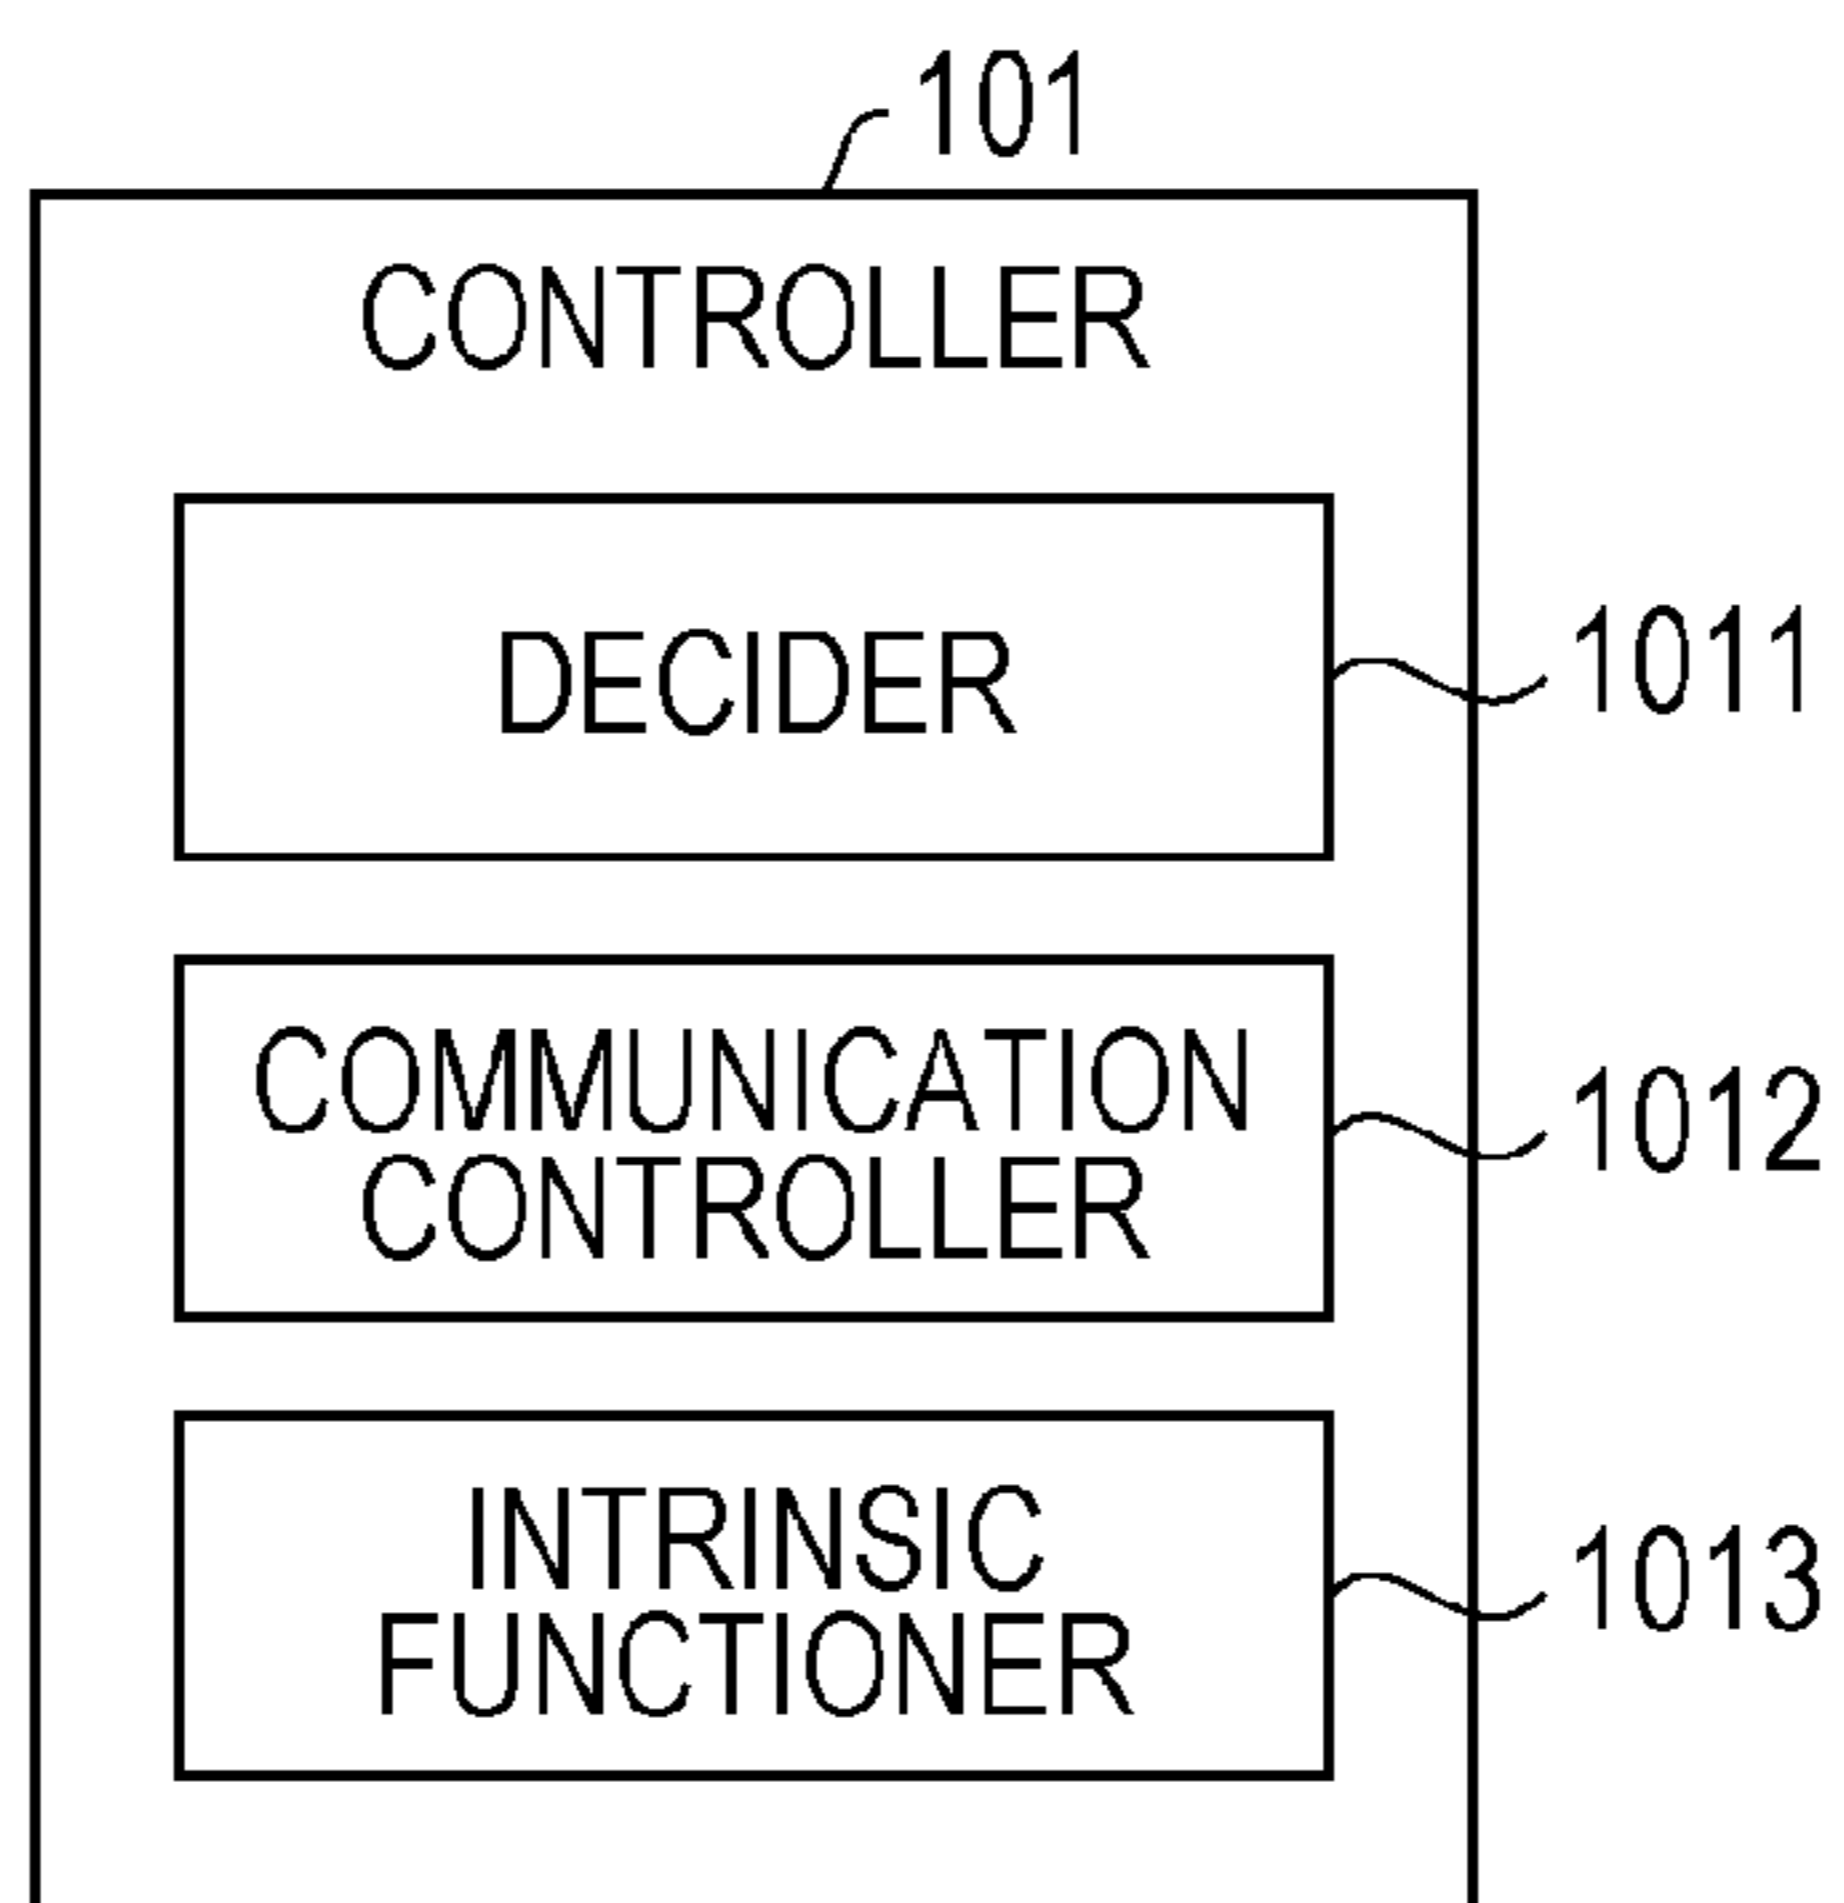 101
CONTROLLER
DECIDER
1011
COMMUNICATION
CONTROLLER
1012
INTRINSIC
FUNCTIONER
1013